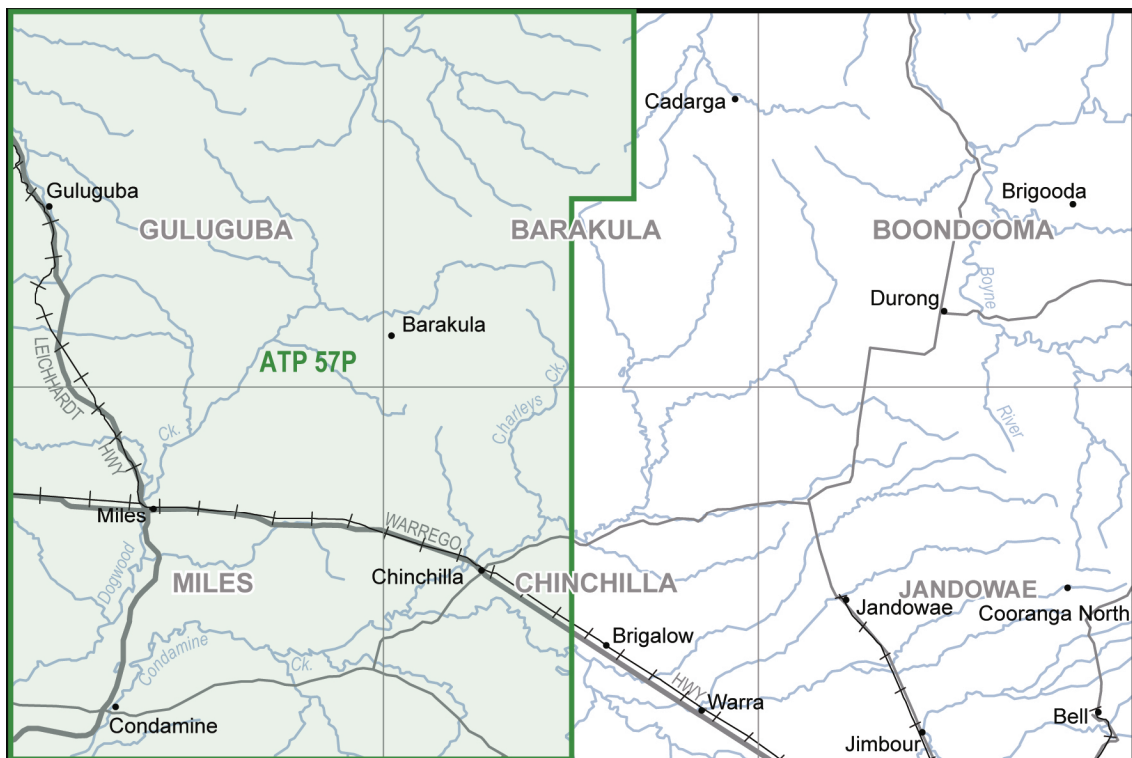 Cadarga
Guluguba
Brigooda
GULUGUBA
BARAKULA
BOONDOOMA
Boyne
Durong
Barakula
LEICHHARDT
HWY
ATP 57P
Charleys Ck.
River
Ck.
Miles
WARREGO
Dogwood
Chinchilla
MILES
CHINCHILLA
JANDOWAE
Jandowae
Cooranga North
Brigalow
Condamine
Ck.
HWY
Warra
Condamine
Bell
Jimbour